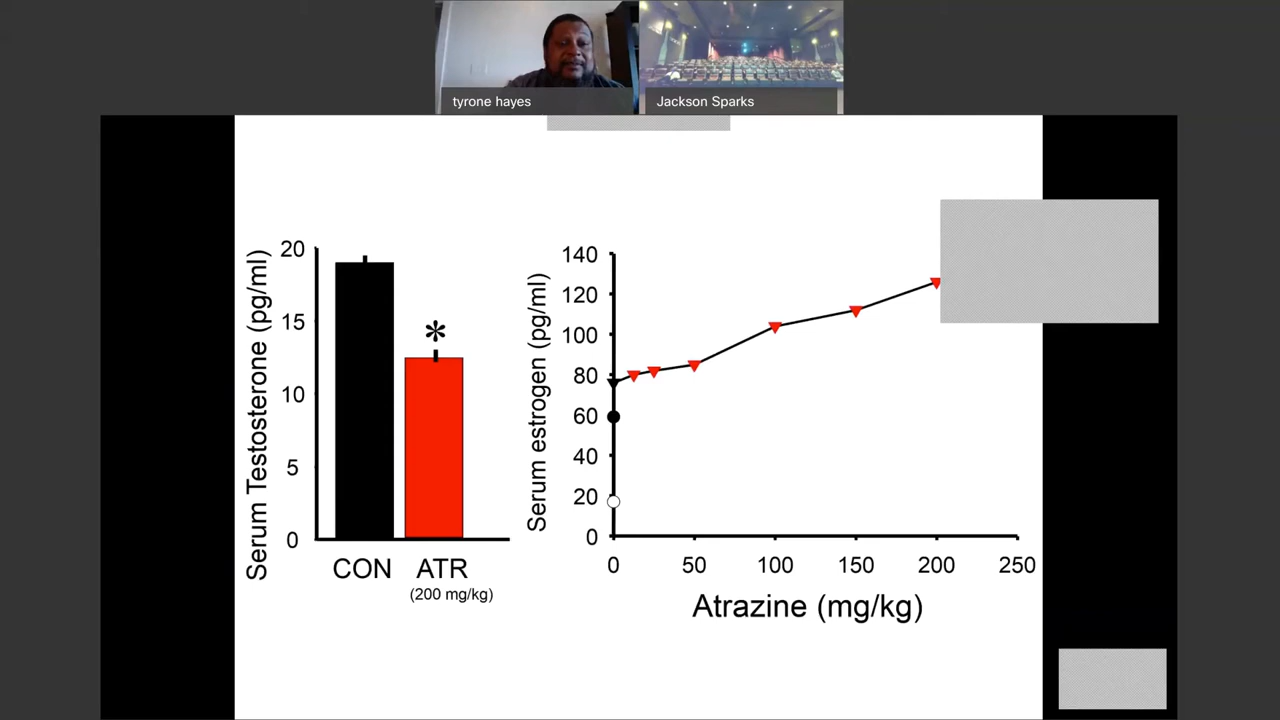 tyrone hayes
Jackson Sparks
Serum Testosterone (pg/ml)
20
15
10
5
0
CON
ATR
(200 mg/kg)
Serum estrogen (pg/ml)
140
120
100
80
60
40
20
0
0
50
100
150
200
250
Atrazine (mg/kg)
*